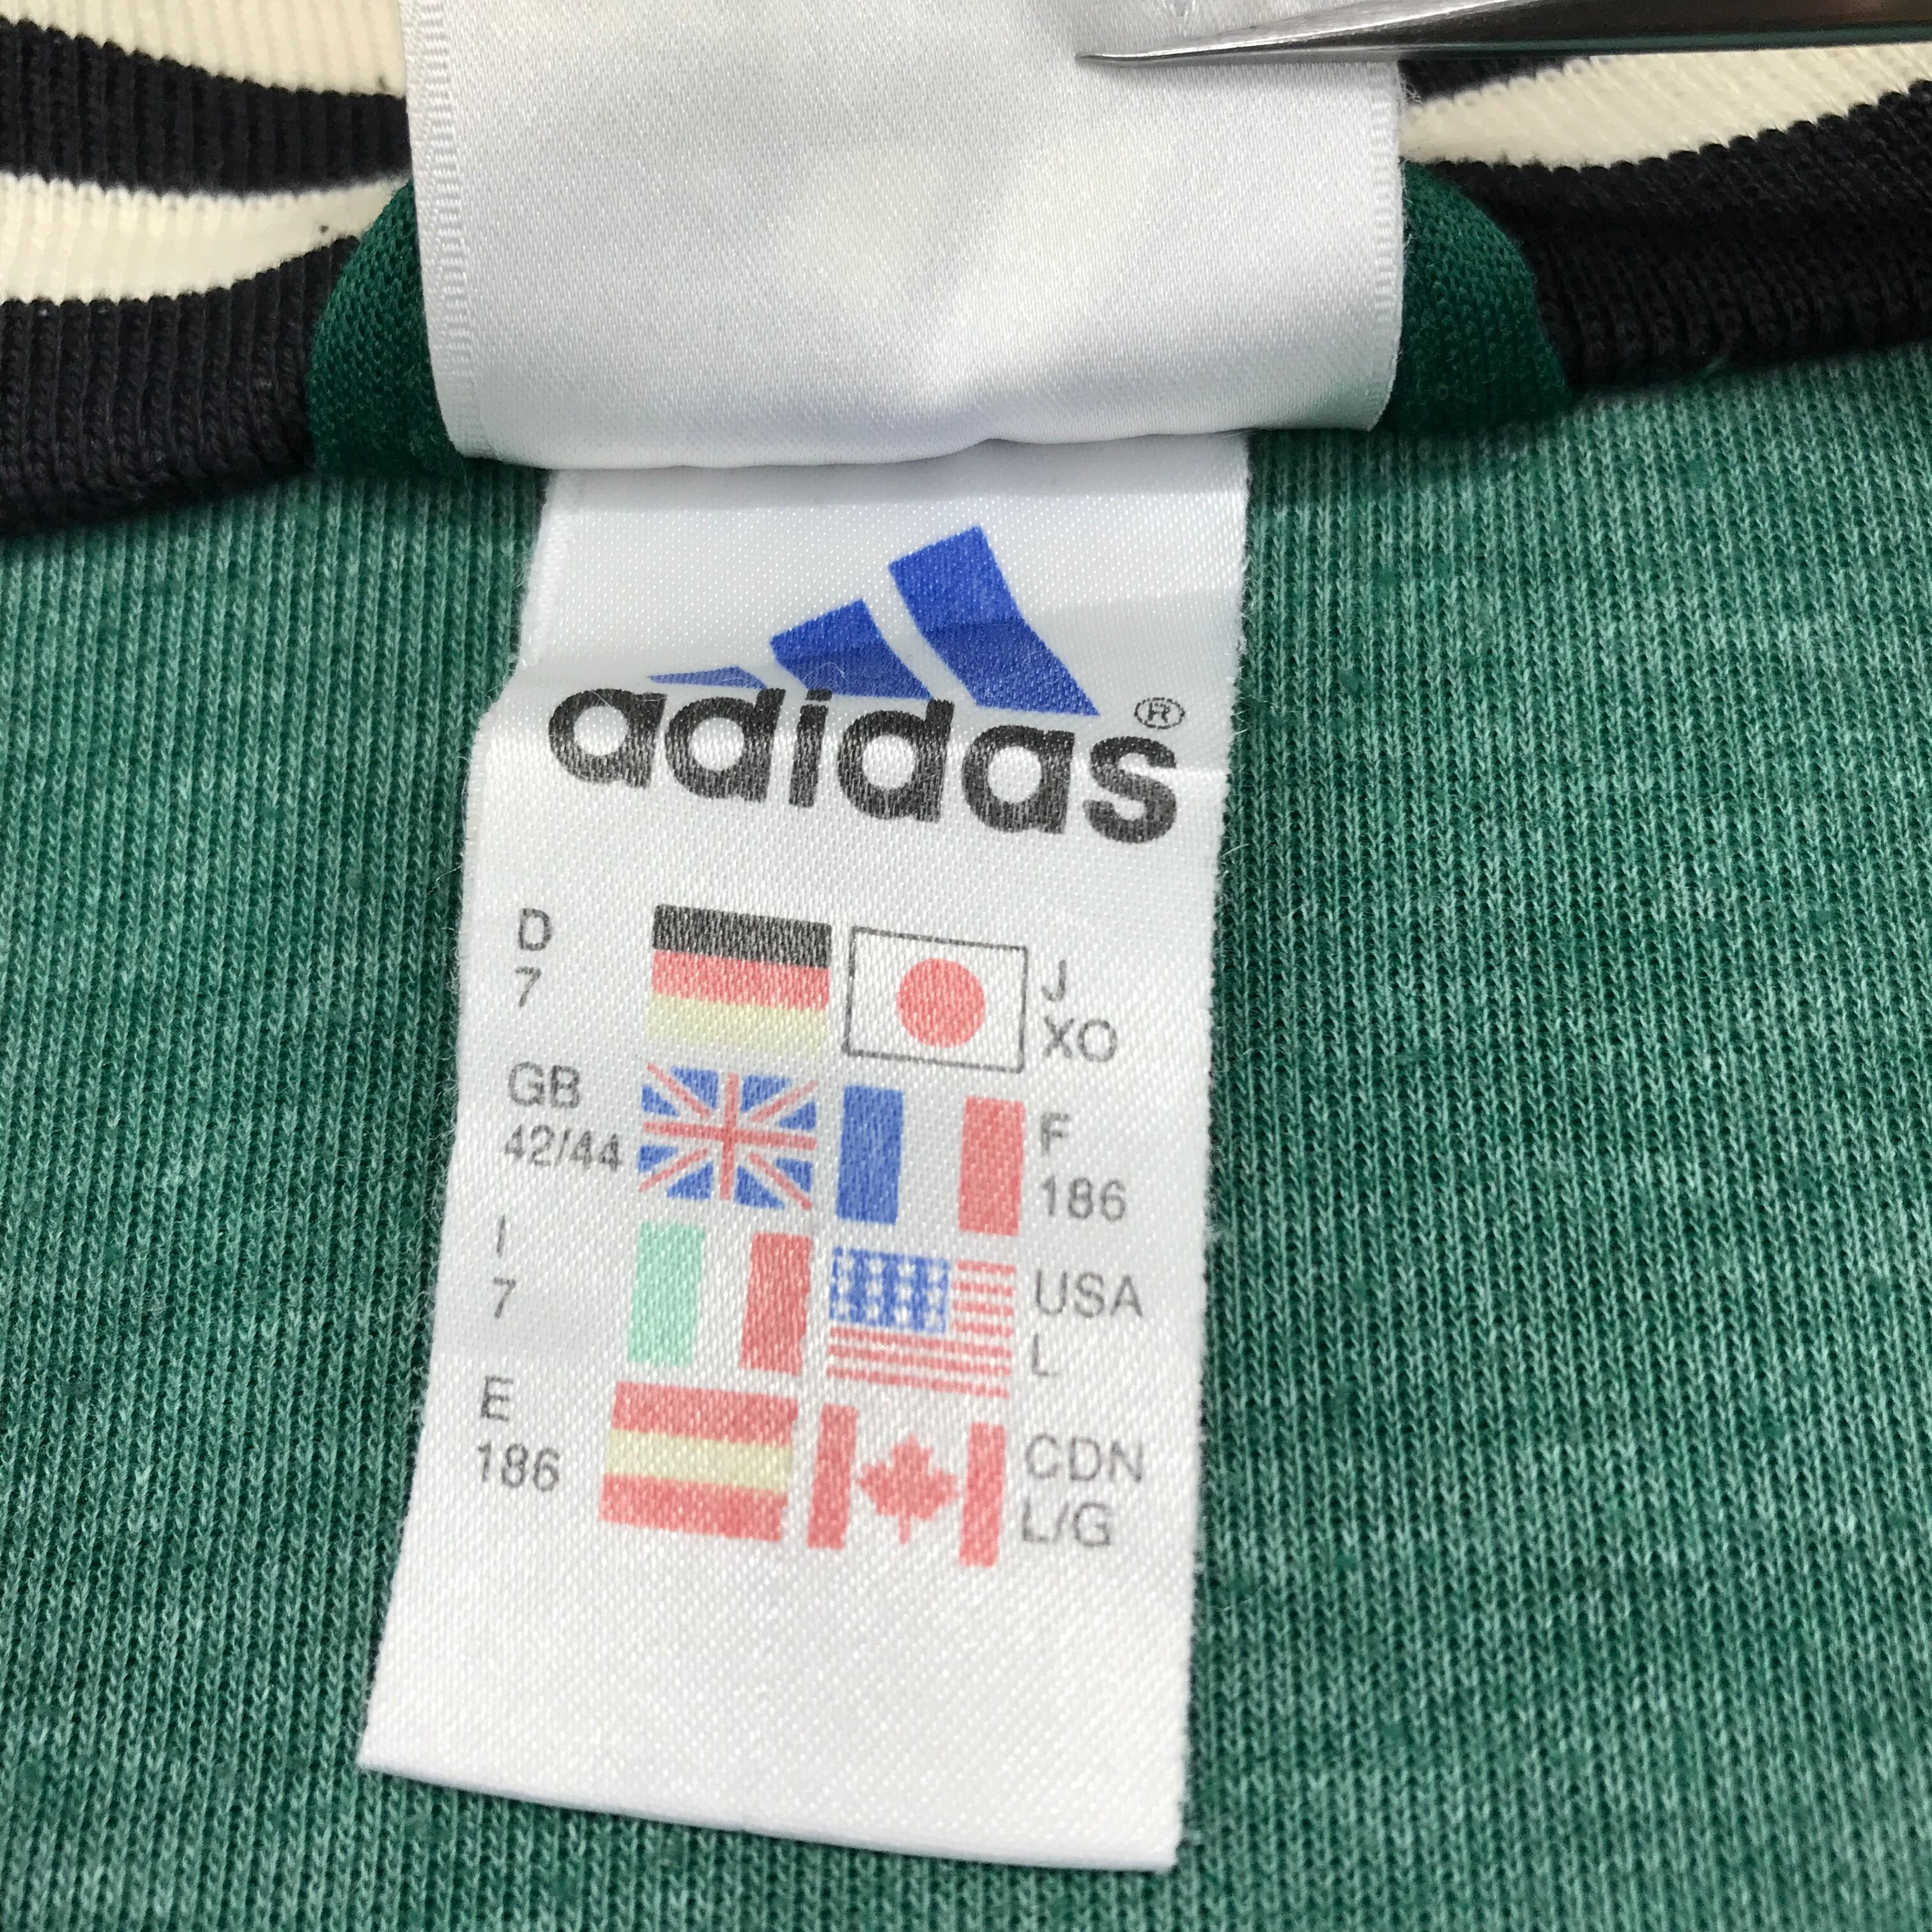 adidas®
D
7
J
XO
GB
42/44
F
186
I
7
USA
L
E
186
CDN
L/G